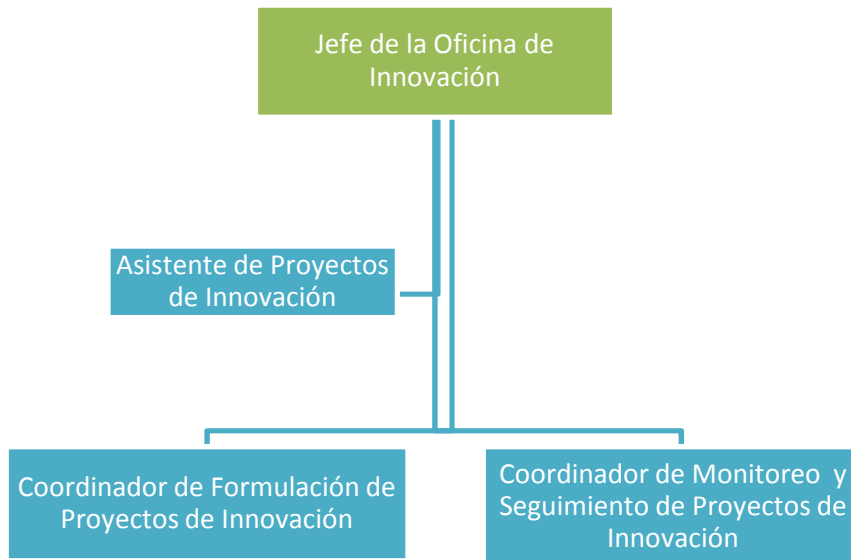 Jefe de la Oficina de
Innovación
Asistente de Proyectos
de Innovación
Coordinador de Formulación de
Proyectos de Innovación
Coordinador de Monitoreo y
Seguimiento de Proyectos de
Innovación